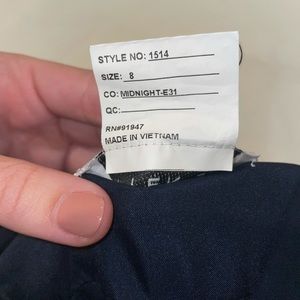 STYLE NO: 1514
SIZE: 8
CO: MIDNIGHT-E31
QC:
RN#91947
MADE IN VIETNAM